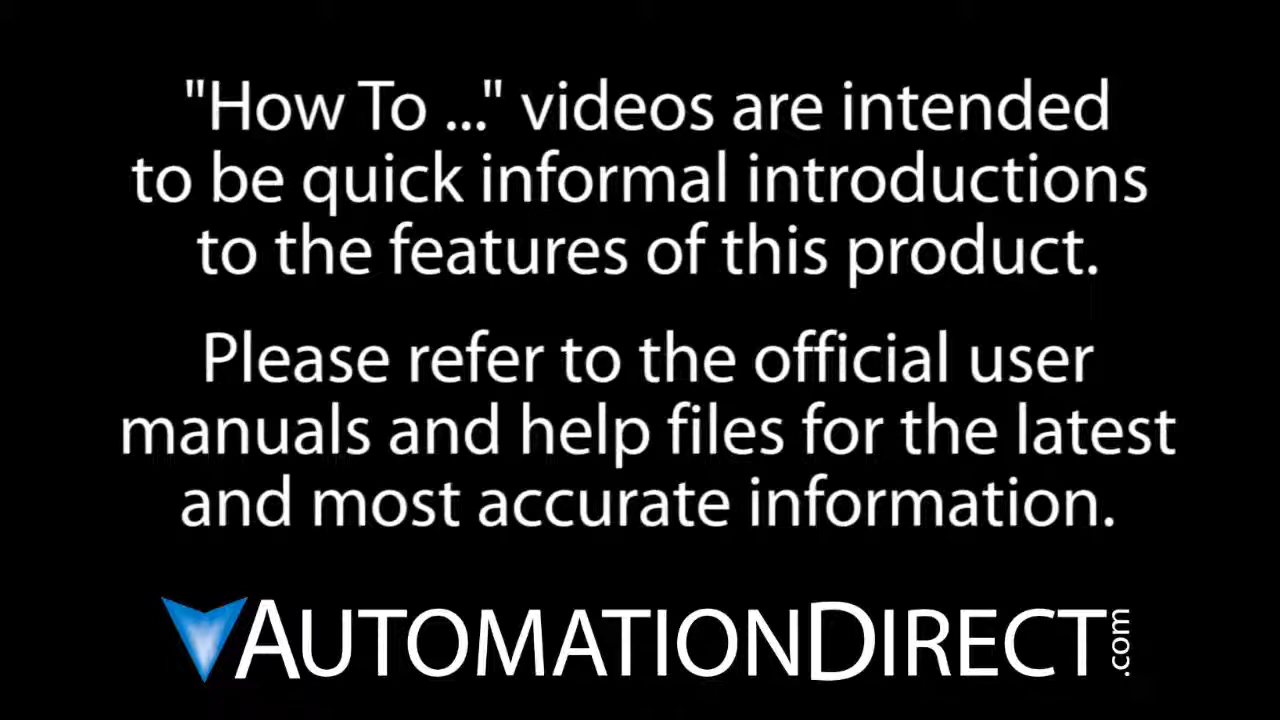 "How To ..." videos are intended
to be quick informal introductions
to the features of this product.
Please refer to the official user
manuals and help files for the latest
and most accurate information.
AUTOMATIONDIRECT.com